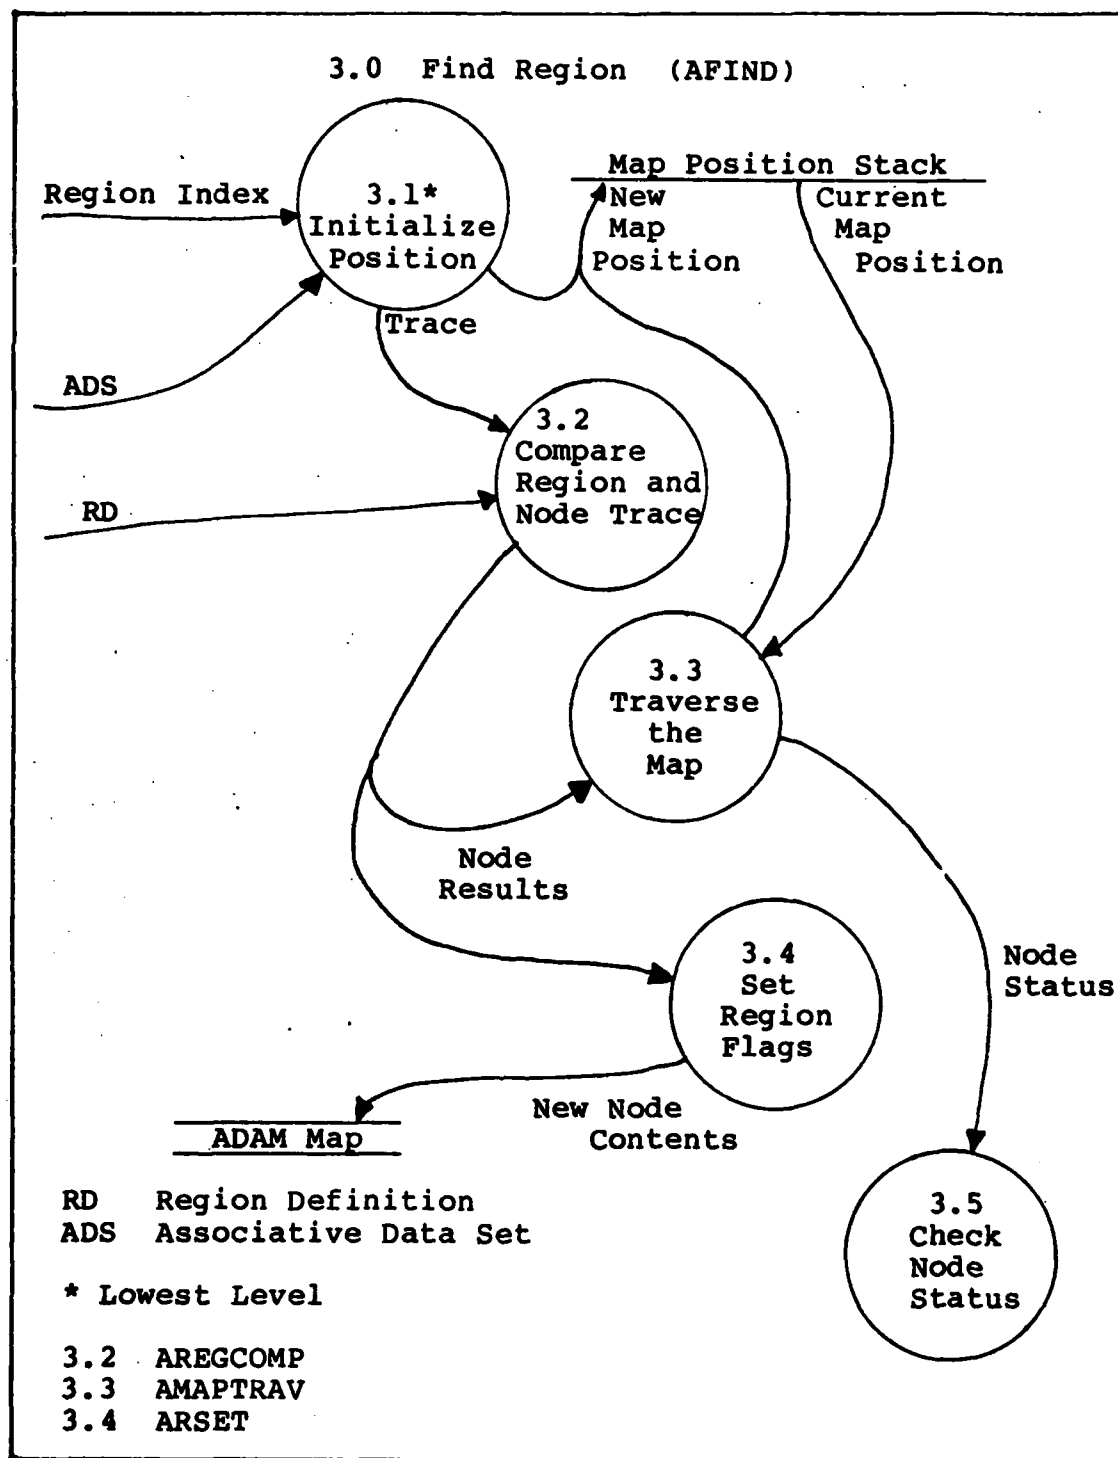 3.0 Find Region (AFIND)
Map Position Stack
Region Index
3.1*
Initialize
Position
New
Map
Position
Current
Map
Position
Trace
ADS
3.2
Compare
Region and
Node Trace
RD
3.3
Traverse
the
Map
Node
Results
3.4
Set
Region
Flags
Node
Status
New Node
Contents
ADAM Map
3.5
Check
Node
Status
RD Region Definition
ADS Associative Data Set
* Lowest Level
3.2 AREGCOMP
3.3 AMAPTRAV
3.4 ARSET